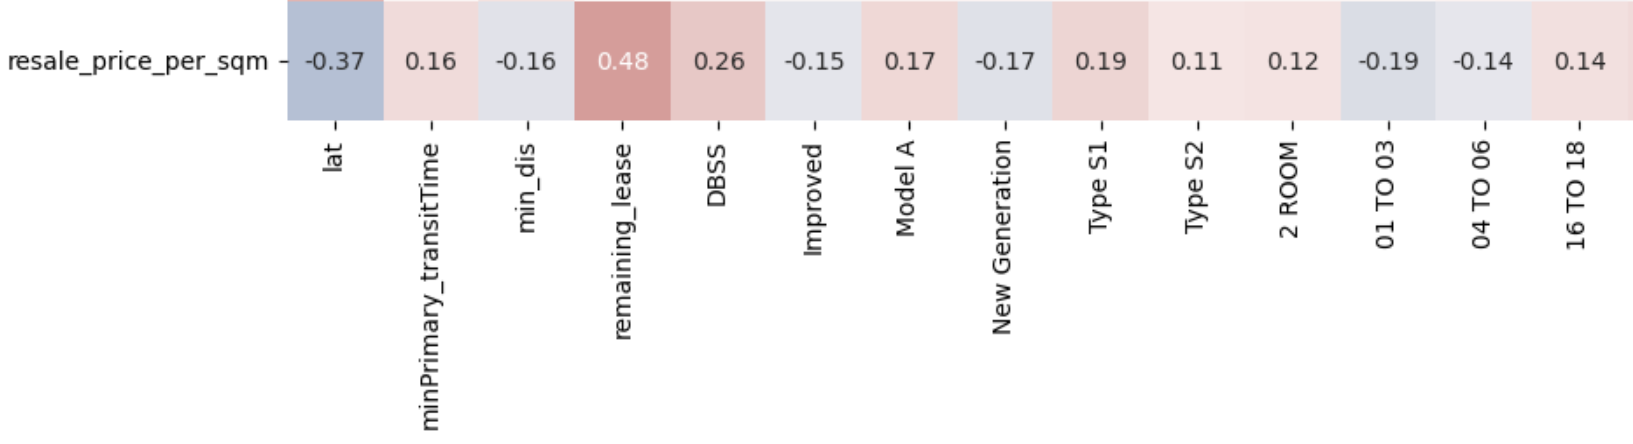 resale_price_per_sqm -0.37 0.16 -0.16 0.48 0.26 -0.15 0.17 -0.17 0.19 0.11 0.12 -0.19 -0.14 0.14
lat
minPrimary_transitTime
min_dis
remaining_lease
DBSS
Improved
Model A
New Generation
Type S1
Type S2
2 ROOM
01 TO 03
04 TO 06
16 TO 18